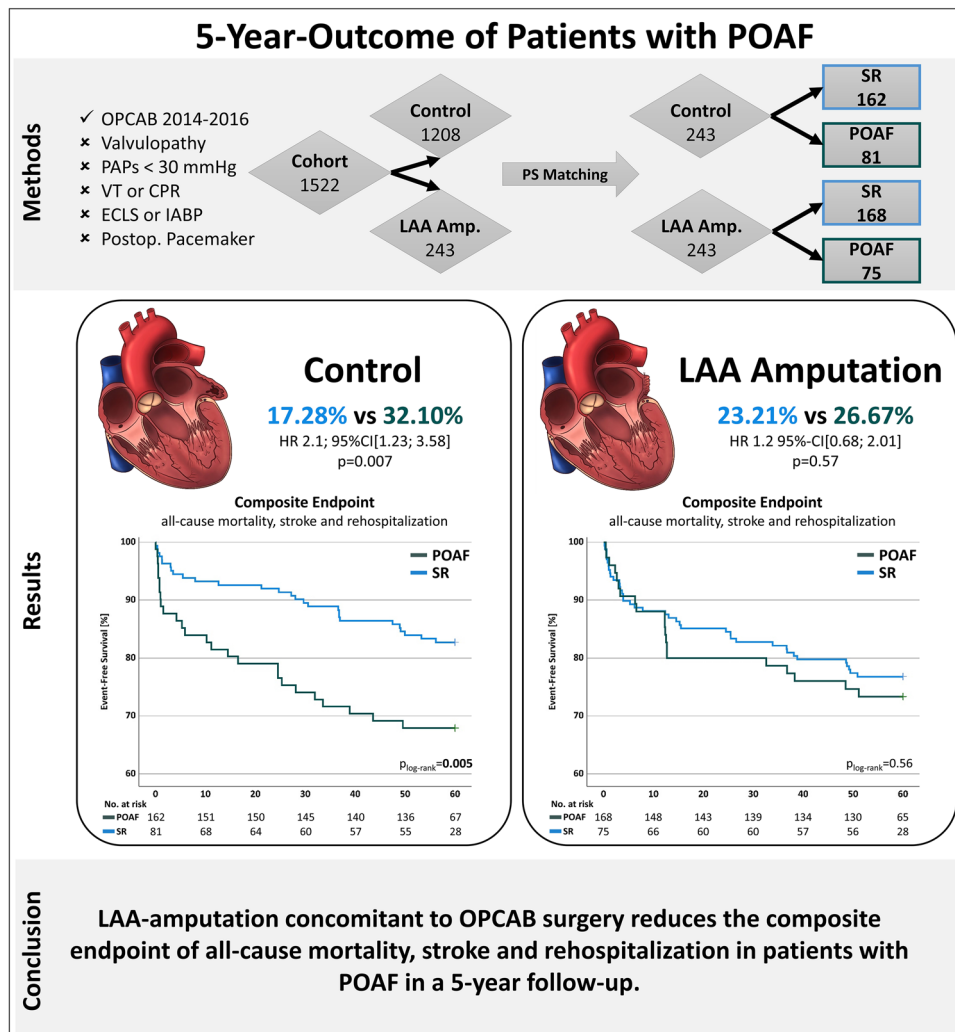 5-Year-Outcome of Patients with POAF
Methods
✓ OPCAB 2014-2016
✗ Valvulopathy
✗ PAPs < 30 mmHg
✗ VT or CPR
✗ ECLS or IABP
✗ Postop. Pacemaker
Cohort
1522
Control
1208
LAA Amp.
243
PS Matching
Control
243
LAA Amp.
243
SR
162
POAF
81
SR
168
POAF
75
Results
Control
17.28% vs 32.10%
HR 2.1; 95%CI[1.23; 3.58]
p=0.007
Composite Endpoint
all-cause mortality, stroke and rehospitalization
Event-Free Survival [%]
100
90
80
70
60
POAF
SR
plog-rank=0.005
0 10 20 30 40 50 60
No. at risk
POAF 162 151 150 145 140 136 67
SR 81 68 64 60 57 55 28
LAA Amputation
23.21% vs 26.67%
HR 1.2 95%-CI[0.68; 2.01]
p=0.57
Composite Endpoint
all-cause mortality, stroke and rehospitalization
Event-Free Survival [%]
100
90
80
70
60
POAF
SR
plog-rank=0.56
0 10 20 30 40 50 60
No. at risk
POAF 168 148 143 139 134 130 65
SR 75 66 60 60 57 56 28
Conclusion
LAA-amputation concomitant to OPCAB surgery reduces the composite
endpoint of all-cause mortality, stroke and rehospitalization in patients with
POAF in a 5-year follow-up.